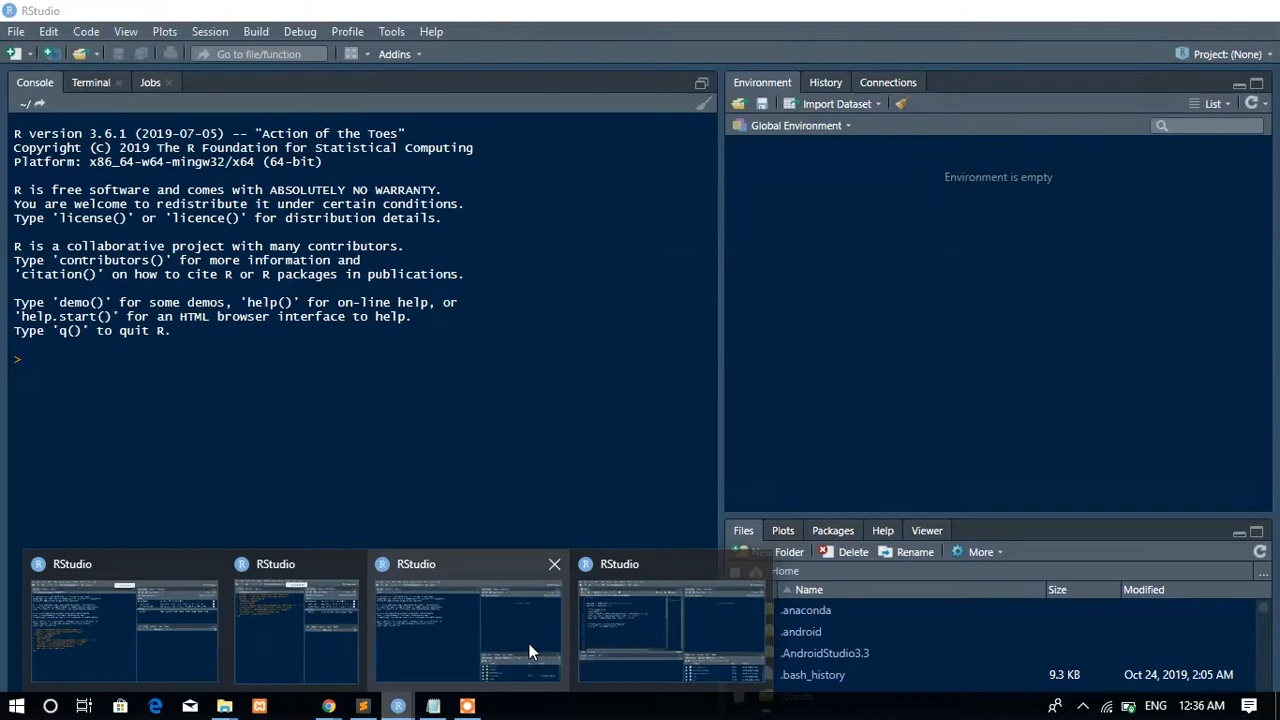 RStudio
File Edit Code View Plots Session Build Debug Profile Tools Help
Go to file/function Addins Project: (None)
Console Terminal Jobs
~/
R version 3.6.1 (2019-07-05) -- "Action of the Toes"
Copyright (c) 2019 The R Foundation for Statistical Computing
Platform: x86_64-w64-mingw32/x64 (64-bit)
R is free software and comes with ABSOLUTELY NO WARRANTY.
You are welcome to redistribute it under certain conditions.
Type 'license()' or 'licence()' for distribution details.
R is a collaborative project with many contributors.
Type 'contributors()' for more information and
'citation()' on how to cite R or R packages in publications.
Type 'demo()' for some demos, 'help()' for on-line help, or
'help.start()' for an HTML browser interface to help.
Type 'q()' to quit R.
>
Environment History Connections
Import Dataset List
Global Environment
Environment is empty
Files Plots Packages Help Viewer
Folder Delete Rename More
Home
Name Size Modified
.anaconda
.android
.AndroidStudio3.3
.bash_history 9.3 KB Oct 24, 2019, 2:05 AM
RStudio RStudio RStudio RStudio
ENG 12:36 AM